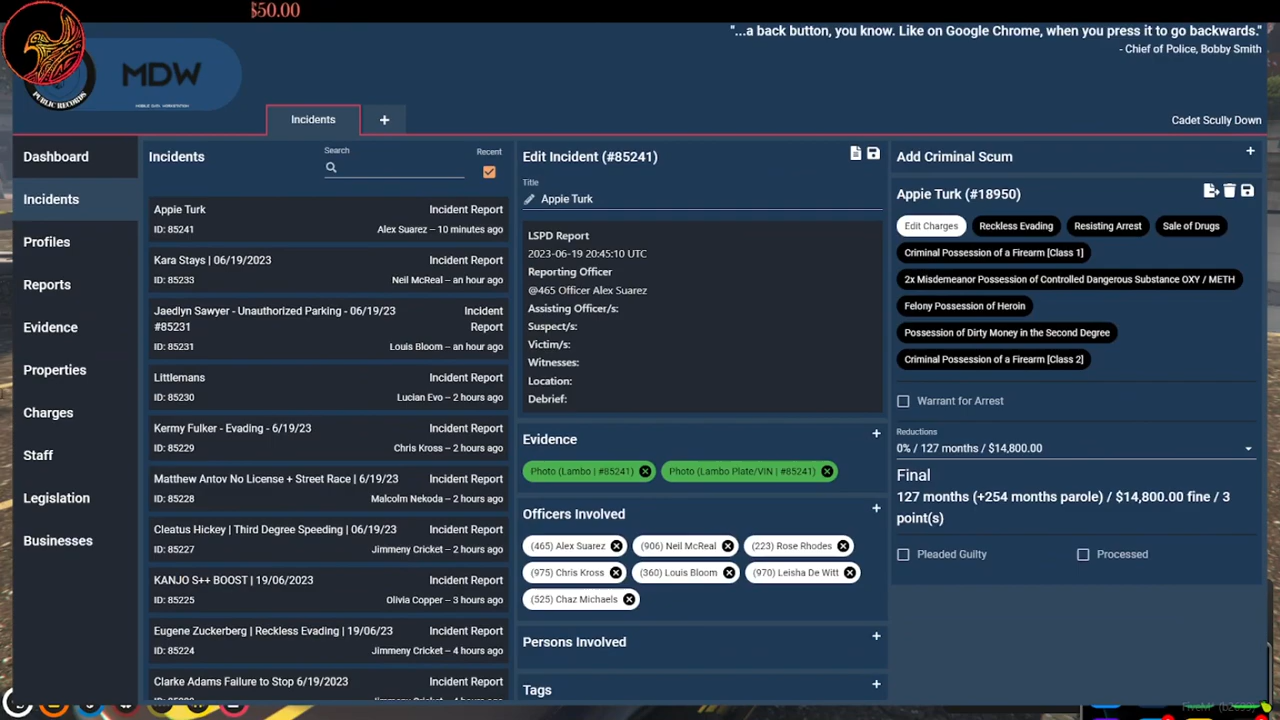 $50.00
"...a back button, you know. Like on Google Chrome, when you press it to go backwards."
- Chief of Police, Bobby Smith
PUBLIC RECORDS
MDW
MOBILE DATA WORKSTATION
Incidents
+
Cadet Scully Down
Dashboard
Incidents
Profiles
Reports
Evidence
Properties
Charges
Staff
Legislation
Businesses
Incidents
Search
Recent
Appie Turk Incident Report
ID: 85241 Alex Suarez – 10 minutes ago
Kara Stays | 06/19/2023 Incident Report
ID: 85233 Neil McReal – an hour ago
Jaedlyn Sawyer - Unauthirized Parking - 06/19/23 Incident
#85231 Report
ID: 85231 Louis Bloom – an hour ago
Littlemans Incident Report
ID: 85230 Lucian Evo – 2 hours ago
Kermy Fulker - Evading - 6/19/23 Incident Report
ID: 85229 Chris Kross – 2 hours ago
Matthew Antov No License + Street Race | 6/19/23 Incident Report
ID: 85228 Malcolm Nekoda – 2 hours ago
Cleatus Hickey | Third Degree Speeding | 06/19/23 Incident Report
ID: 85227 Jimmeny Cricket – 2 hours ago
KANJO S++ BOOST | 19/06/2023 Incident Report
ID: 85225 Olivia Copper – 3 hours ago
Eugene Zuckerberg | Reckless Evading | 19/06/23 Incident Report
ID: 85224 Jimmeny Cricket – 4 hours ago
Clarke Adams Failure to Stop 6/19/2023 Incident Report
Edit Incident (#85241)
Title
Appie Turk
LSPD Report
2023-06-19 20:45:10 UTC
Reporting Officer
@465 Officer Alex Suarez
Assisting Officer/s:
Suspect/s:
Victim/s:
Witnesses:
Location:
Debrief:
Evidence +
Photo (Lambo | #85241) Photo (Lambo Plate/VIN | #85241)
Officers Involved +
(465) Alex Suarez (906) Neil McReal (223) Rose Rhodes
(975) Chris Kross (360) Louis Bloom (970) Leisha De Witt
(525) Chaz Michaels
Persons Involved +
Tags +
Add Criminal Scum +
Appie Turk (#18950)
Edit Charges Reckless Evading Resisting Arrest Sale of Drugs
Criminal Possession of a Firearm [Class 1]
2x Misdemeanor Possession of Controlled Dangerous Substance OXY / METH
Felony Possession of Heroin
Possession of Dirty Money in the Second Degree
Criminal Possession of a Firearm [Class 2]
Warrant for Arrest
Reductions
0% / 127 months / $14,800.00
Final
127 months (+254 months parole) / $14,800.00 fine / 3
point(s)
Pleaded Guilty Processed